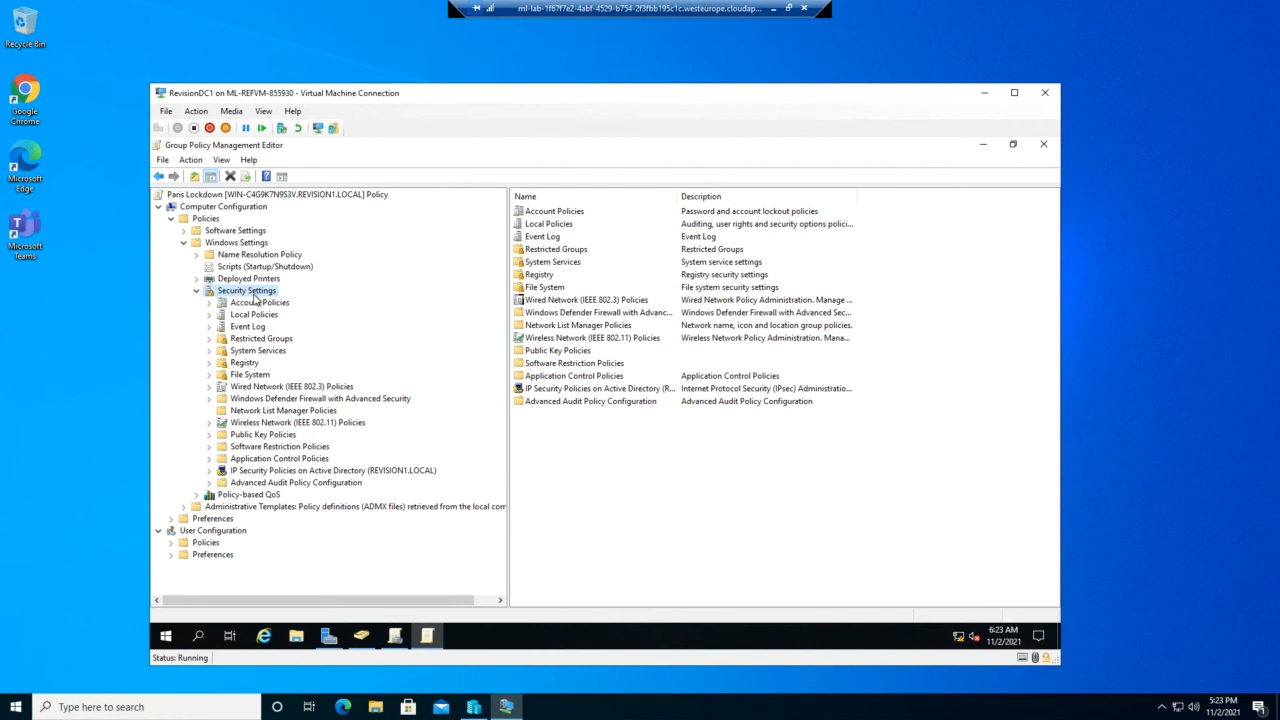 ml-lab-1f67f7e2-4abf-4529-b754-2f3fbb195c1c.westeurope.cloudap...
Recycle Bin
Google
Chrome
Microsoft
Edge
Microsoft
Teams
RevisionDC1 on ML-REFVM-855930 - Virtual Machine Connection
File Action Media View Help
Group Policy Management Editor
File Action View Help
Paris Lockdown [WIN-C4G9K7N9S3V.REVISION1.LOCAL] Policy
Computer Configuration
Policies
Software Settings
Windows Settings
Name Resolution Policy
Scripts (Startup/Shutdown)
Deployed Printers
Security Settings
Account Policies
Local Policies
Event Log
Restricted Groups
System Services
Registry
File System
Wired Network (IEEE 802.3) Policies
Windows Defender Firewall with Advanced Security
Network List Manager Policies
Wireless Network (IEEE 802.11) Policies
Public Key Policies
Software Restriction Policies
Application Control Policies
IP Security Policies on Active Directory (REVISION1.LOCAL)
Advanced Audit Policy Configuration
Policy-based QoS
Administrative Templates: Policy definitions (ADMX files) retrieved from the local com
Preferences
User Configuration
Policies
Preferences
Name Description
Account Policies Password and account lockout policies
Local Policies Auditing, user rights and security options polici...
Event Log Event Log
Restricted Groups Restricted Groups
System Services System service settings
Registry Registry security settings
File System File system security settings
Wired Network (IEEE 802.3) Policies Wired Network Policy Administration. Manage ...
Windows Defender Firewall with Advanc... Windows Defender Firewall with Advanced Sec...
Network List Manager Policies Network name, icon and location group policies.
Wireless Network (IEEE 802.11) Policies Wireless Network Policy Administration. Mana...
Public Key Policies
Software Restriction Policies
Application Control Policies Application Control Policies
IP Security Policies on Active Directory (R... Internet Protocol Security (IPsec) Administratio...
Advanced Audit Policy Configuration Advanced Audit Policy Configuration
6:23 AM
11/2/2021
Status: Running
Type here to search
5:23 PM
11/2/2021